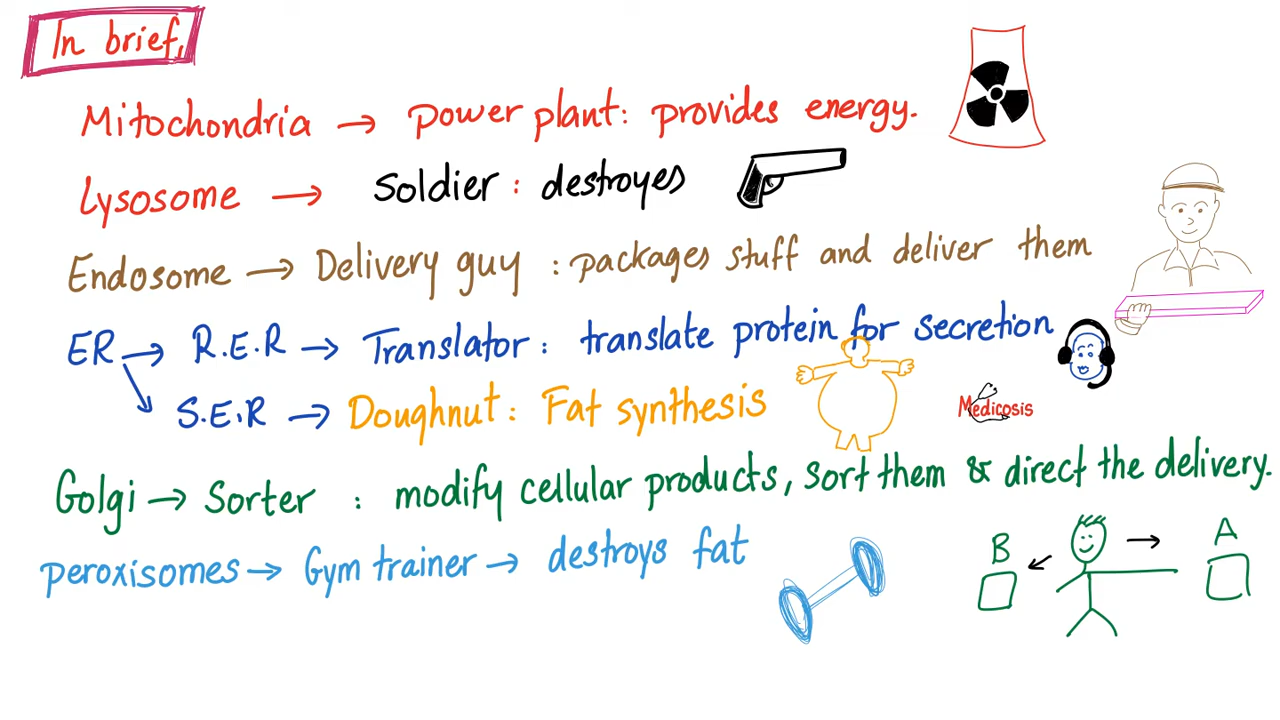 In brief,
Mitochondria → power plant: provides energy.
Lysosome → Soldier : destroyes
Endosome → Delivery guy : packages stuff and deliver them
ER → R.E.R → Translator : translate protein for secretion
S.E.R → Doughnut : Fat synthesis
Medicosis
Golgi → Sorter : modify cellular products, sort them & direct the delivery.
peroxisomes → Gym trainer → destroys fat
B → A